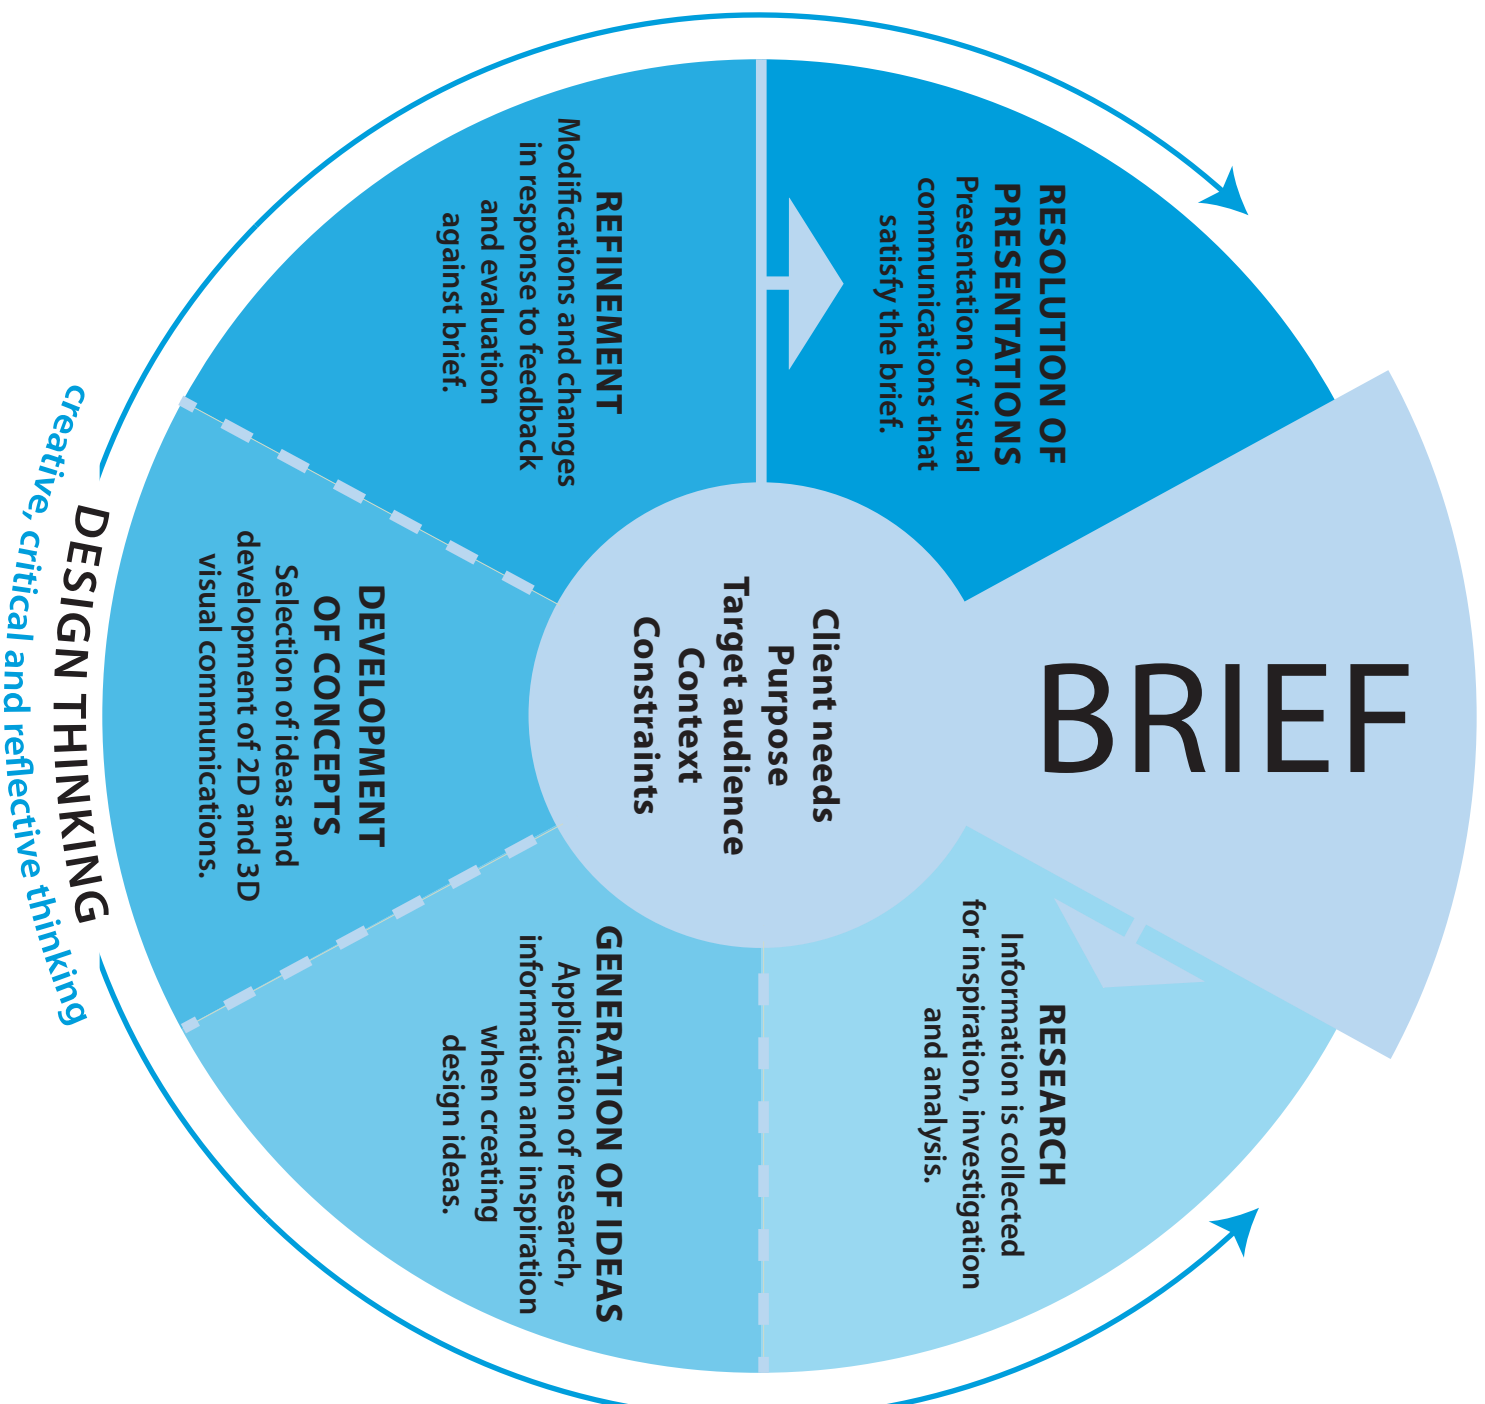 BRIEF
Client needs
Purpose
Target audience
Context
Constraints
RESEARCH
Information is collected
for inspiration, investigation
and analysis.
GENERATION OF IDEAS
Application of research,
information and inspiration
when creating
design ideas.
DEVELOPMENT
OF CONCEPTS
Selection of ideas and
development of 2D and 3D
visual communications.
REFINEMENT
Modifications and changes
in response to feedback
and evaluation
against brief.
RESOLUTION OF
PRESENTATIONS
Presentation of visual
communications that
satisfy the brief.
DESIGN THINKING
creative, critical and reflective thinking